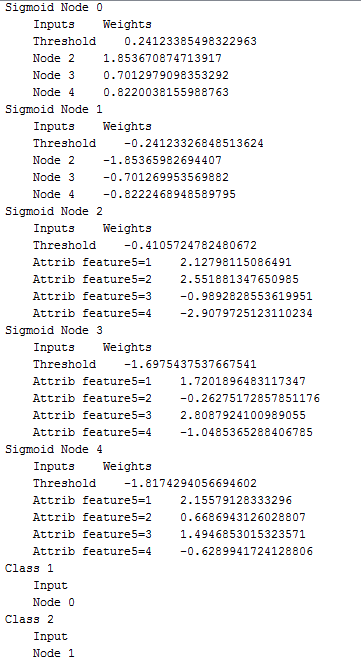 Sigmoid Node 0
Inputs Weights
Threshold 0.24123385498322963
Node 2 1.853670874713917
Node 3 0.7012979098353292
Node 4 0.8220038155988763
Sigmoid Node 1
Inputs Weights
Threshold -0.24123326848513624
Node 2 -1.85365982694407
Node 3 -0.701269953569882
Node 4 -0.8222468948589795
Sigmoid Node 2
Inputs Weights
Threshold -0.4105724782480672
Attrib feature5=1 2.12798115086491
Attrib feature5=2 2.551881347650985
Attrib feature5=3 -0.9892828553619951
Attrib feature5=4 -2.9079725123110234
Sigmoid Node 3
Inputs Weights
Threshold -1.6975437537667541
Attrib feature5=1 1.7201896483117347
Attrib feature5=2 -0.26275172857851176
Attrib feature5=3 2.8087924100989055
Attrib feature5=4 -1.0485365288406785
Sigmoid Node 4
Inputs Weights
Threshold -1.8174294056694602
Attrib feature5=1 2.15579128333296
Attrib feature5=2 0.6686943126028807
Attrib feature5=3 1.4946853015323571
Attrib feature5=4 -0.6289941724128806
Class 1
Input
Node 0
Class 2
Input
Node 1